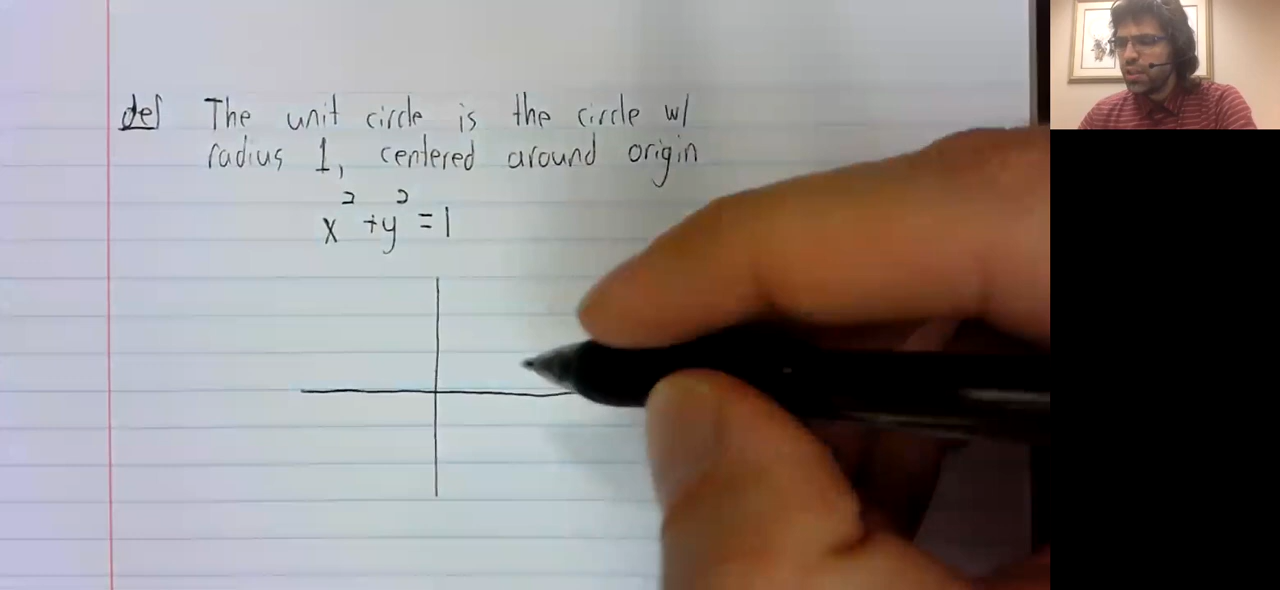 def The unit circle is the circle w/
radius 1, centered around origin
x² + y² = 1